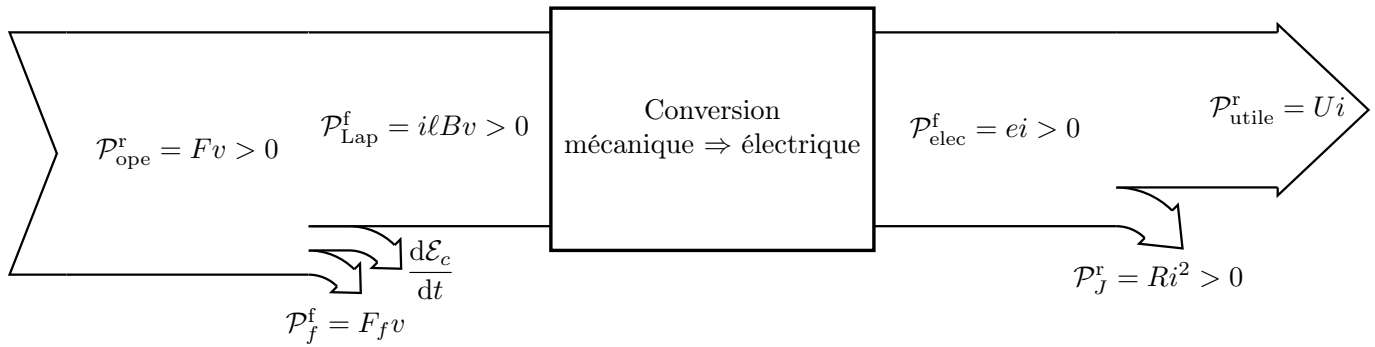 𝒫^r_ope = Fv > 0
𝒫^f_Lap = iℓBv > 0
Conversion
mécanique ⇒ électrique
𝒫^f_elec = ei > 0
𝒫^r_utile = Ui
dℰ_c
dt
𝒫^f_f = F_f v
𝒫^r_J = Ri² > 0